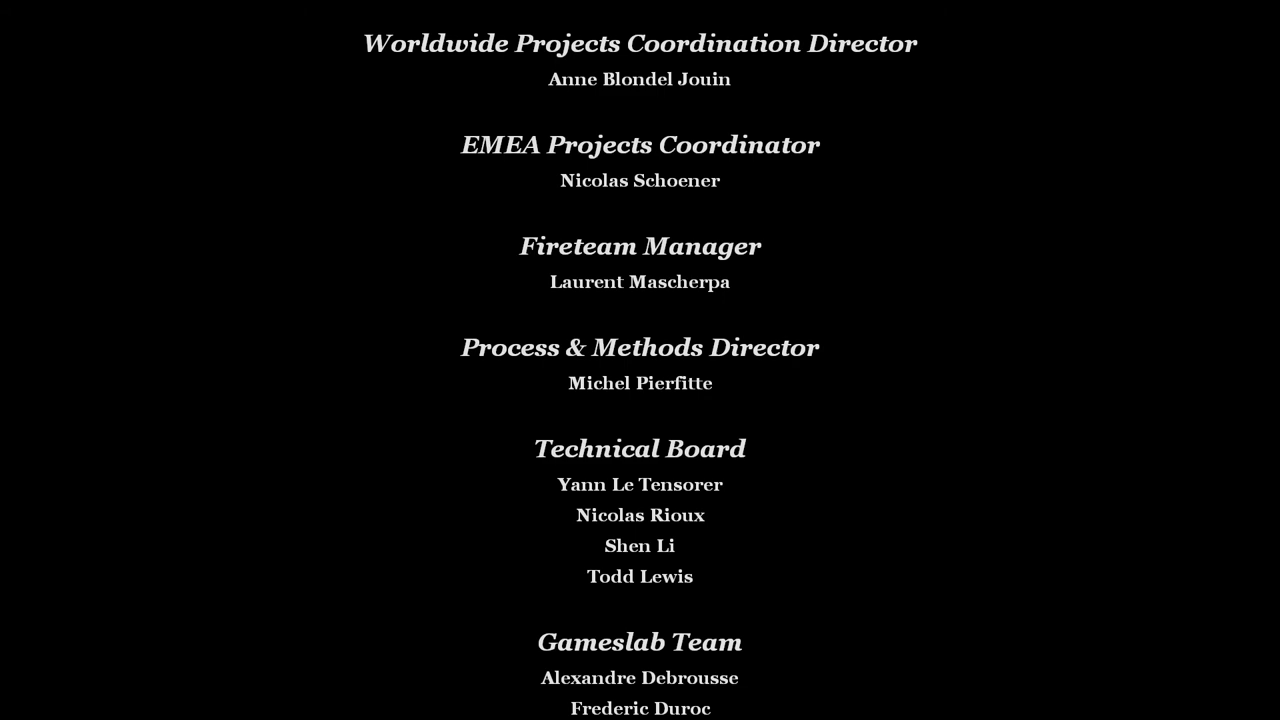 Worldwide Projects Coordination Director
Anne Blondel Jouin
EMEA Projects Coordinator
Nicolas Schoener
Fireteam Manager
Laurent Mascherpa
Process & Methods Director
Michel Pierfitte
Technical Board
Yann Le Tensorer
Nicolas Rioux
Shen Li
Todd Lewis
Gameslab Team
Alexandre Debrousse
Frederic Duroc